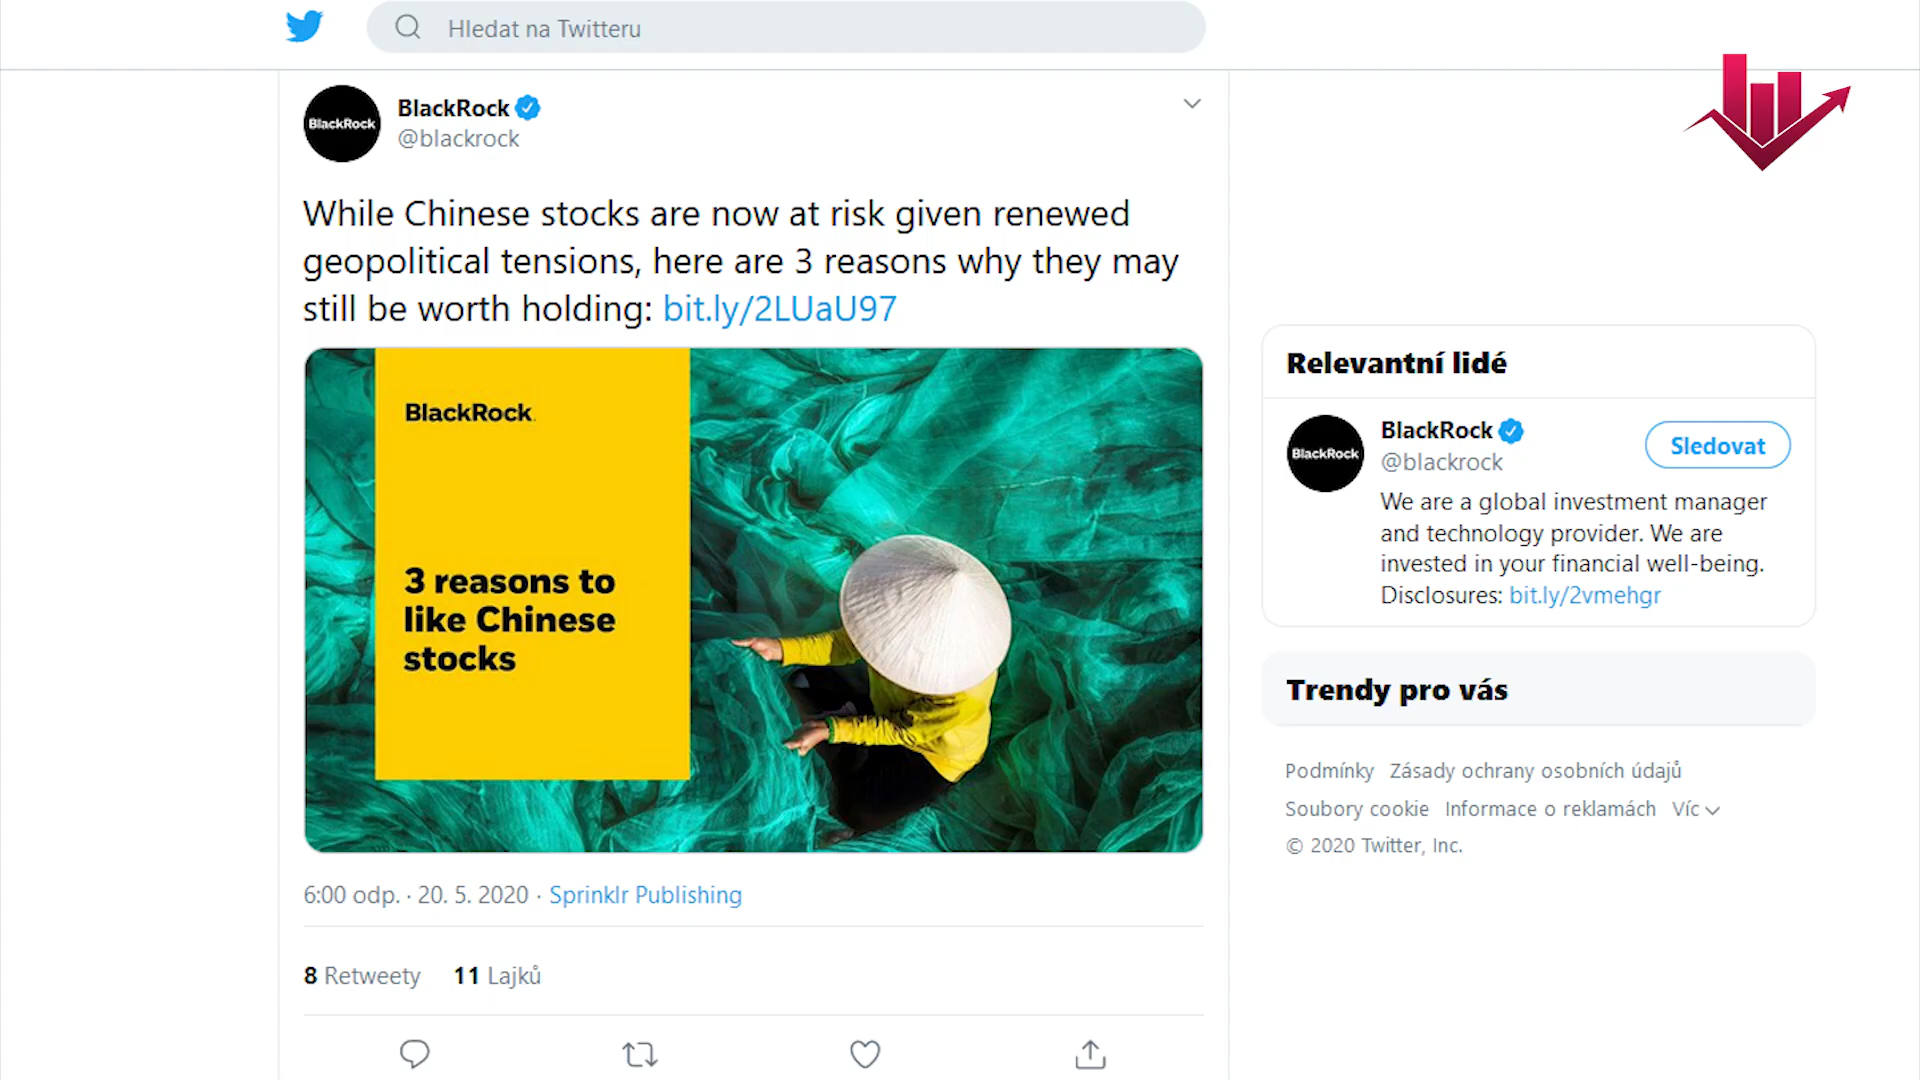 Hledat na Twitteru
BlackRock
BlackRock
@blackrock
While Chinese stocks are now at risk given renewed
geopolitical tensions, here are 3 reasons why they may
still be worth holding: bit.ly/2LUaU97
BlackRock.
3 reasons to
like Chinese
stocks
6:00 odp. · 20. 5. 2020 · Sprinklr Publishing
8 Retweety 11 Lajků
Relevantní lidé
BlackRock
BlackRock
@blackrock
Sledovat
We are a global investment manager
and technology provider. We are
invested in your financial well-being.
Disclosures: bit.ly/2vmehgr
Trendy pro vás
Podmínky Zásady ochrany osobních údajů
Soubory cookie Informace o reklamách Víc
© 2020 Twitter, Inc.